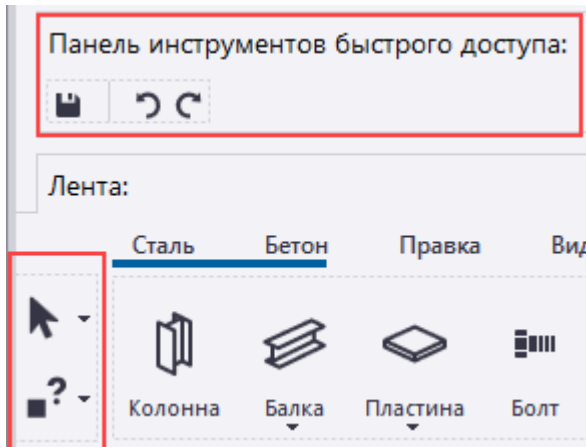 Панель инструментов быстрого доступа:
Лента:
Сталь Бетон Правка
?
Колонна Балка Пластина Болт